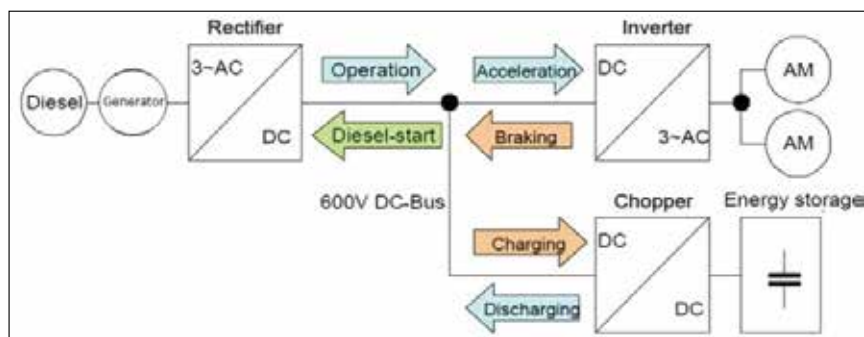 Rectifier
Inverter
3~AC
Operation
Acceleration
DC
AM
Diesel
Generator
DC
Diesel-start
Braking
3~AC
AM
600V DC-Bus
Chopper
Energy storage
Charging
DC
Discharging
DC